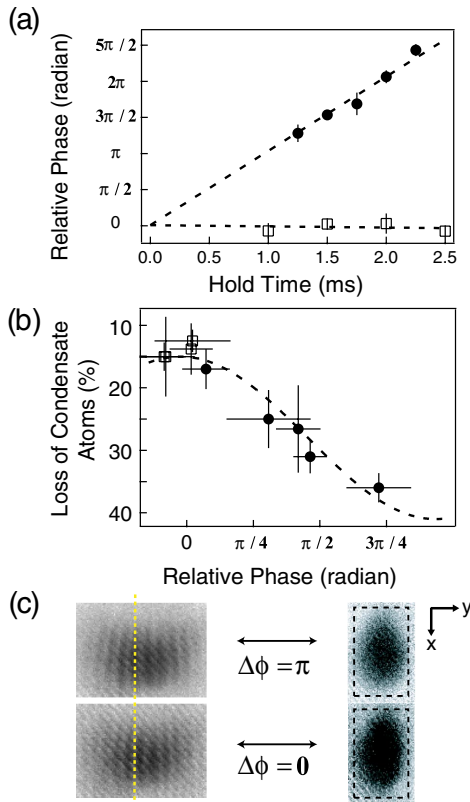 (a)
Relative Phase (radian)
5π/2
2π
3π/2
π
π/2
0
0.0 0.5 1.0 1.5 2.0 2.5
Hold Time (ms)
(b)
Loss of Condensate
Atoms (%)
10
20
30
40
0 π/4 π/2 3π/4
Relative Phase (radian)
(c)
y
x
Δϕ = π
Δϕ = 0